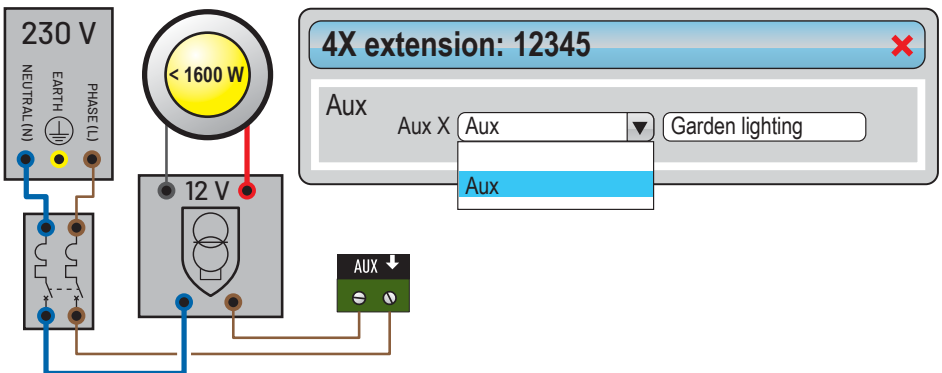 230 V
NEUTRAL (N)
EARTH
PHASE (L)
< 1600 W
12 V
AUX
4X extension: 12345
Aux
Aux X
Aux
Garden lighting
Aux